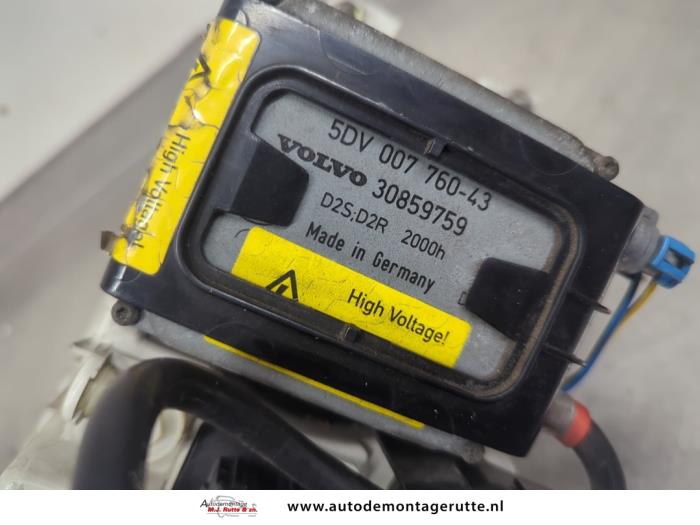 High Voltage!
5DV 007 760-43
VOLVO 30859759
D2S;D2R 2000h
Made in Germany
High Voltage!
Autodemontage
M.J. Rutte & zn.
www.autodemontagerutte.nl